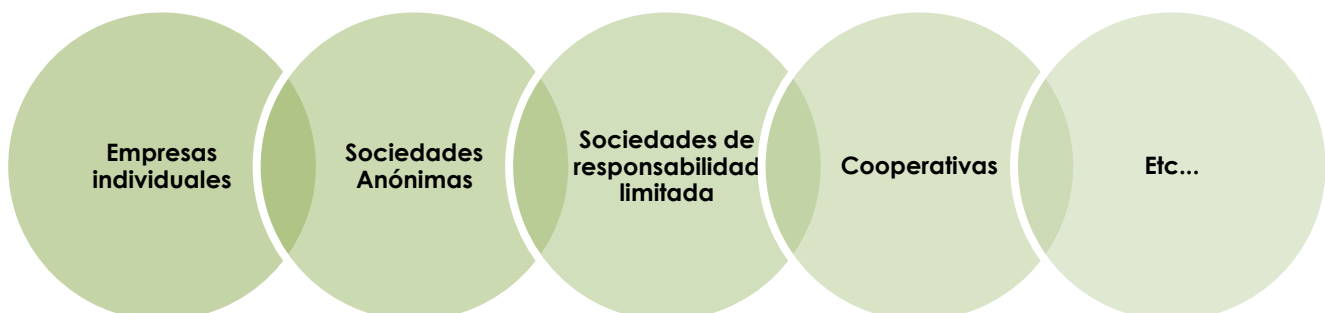 Empresas
individuales
Sociedades
Anónimas
Sociedades de
responsabilidad
limitada
Cooperativas
Etc...